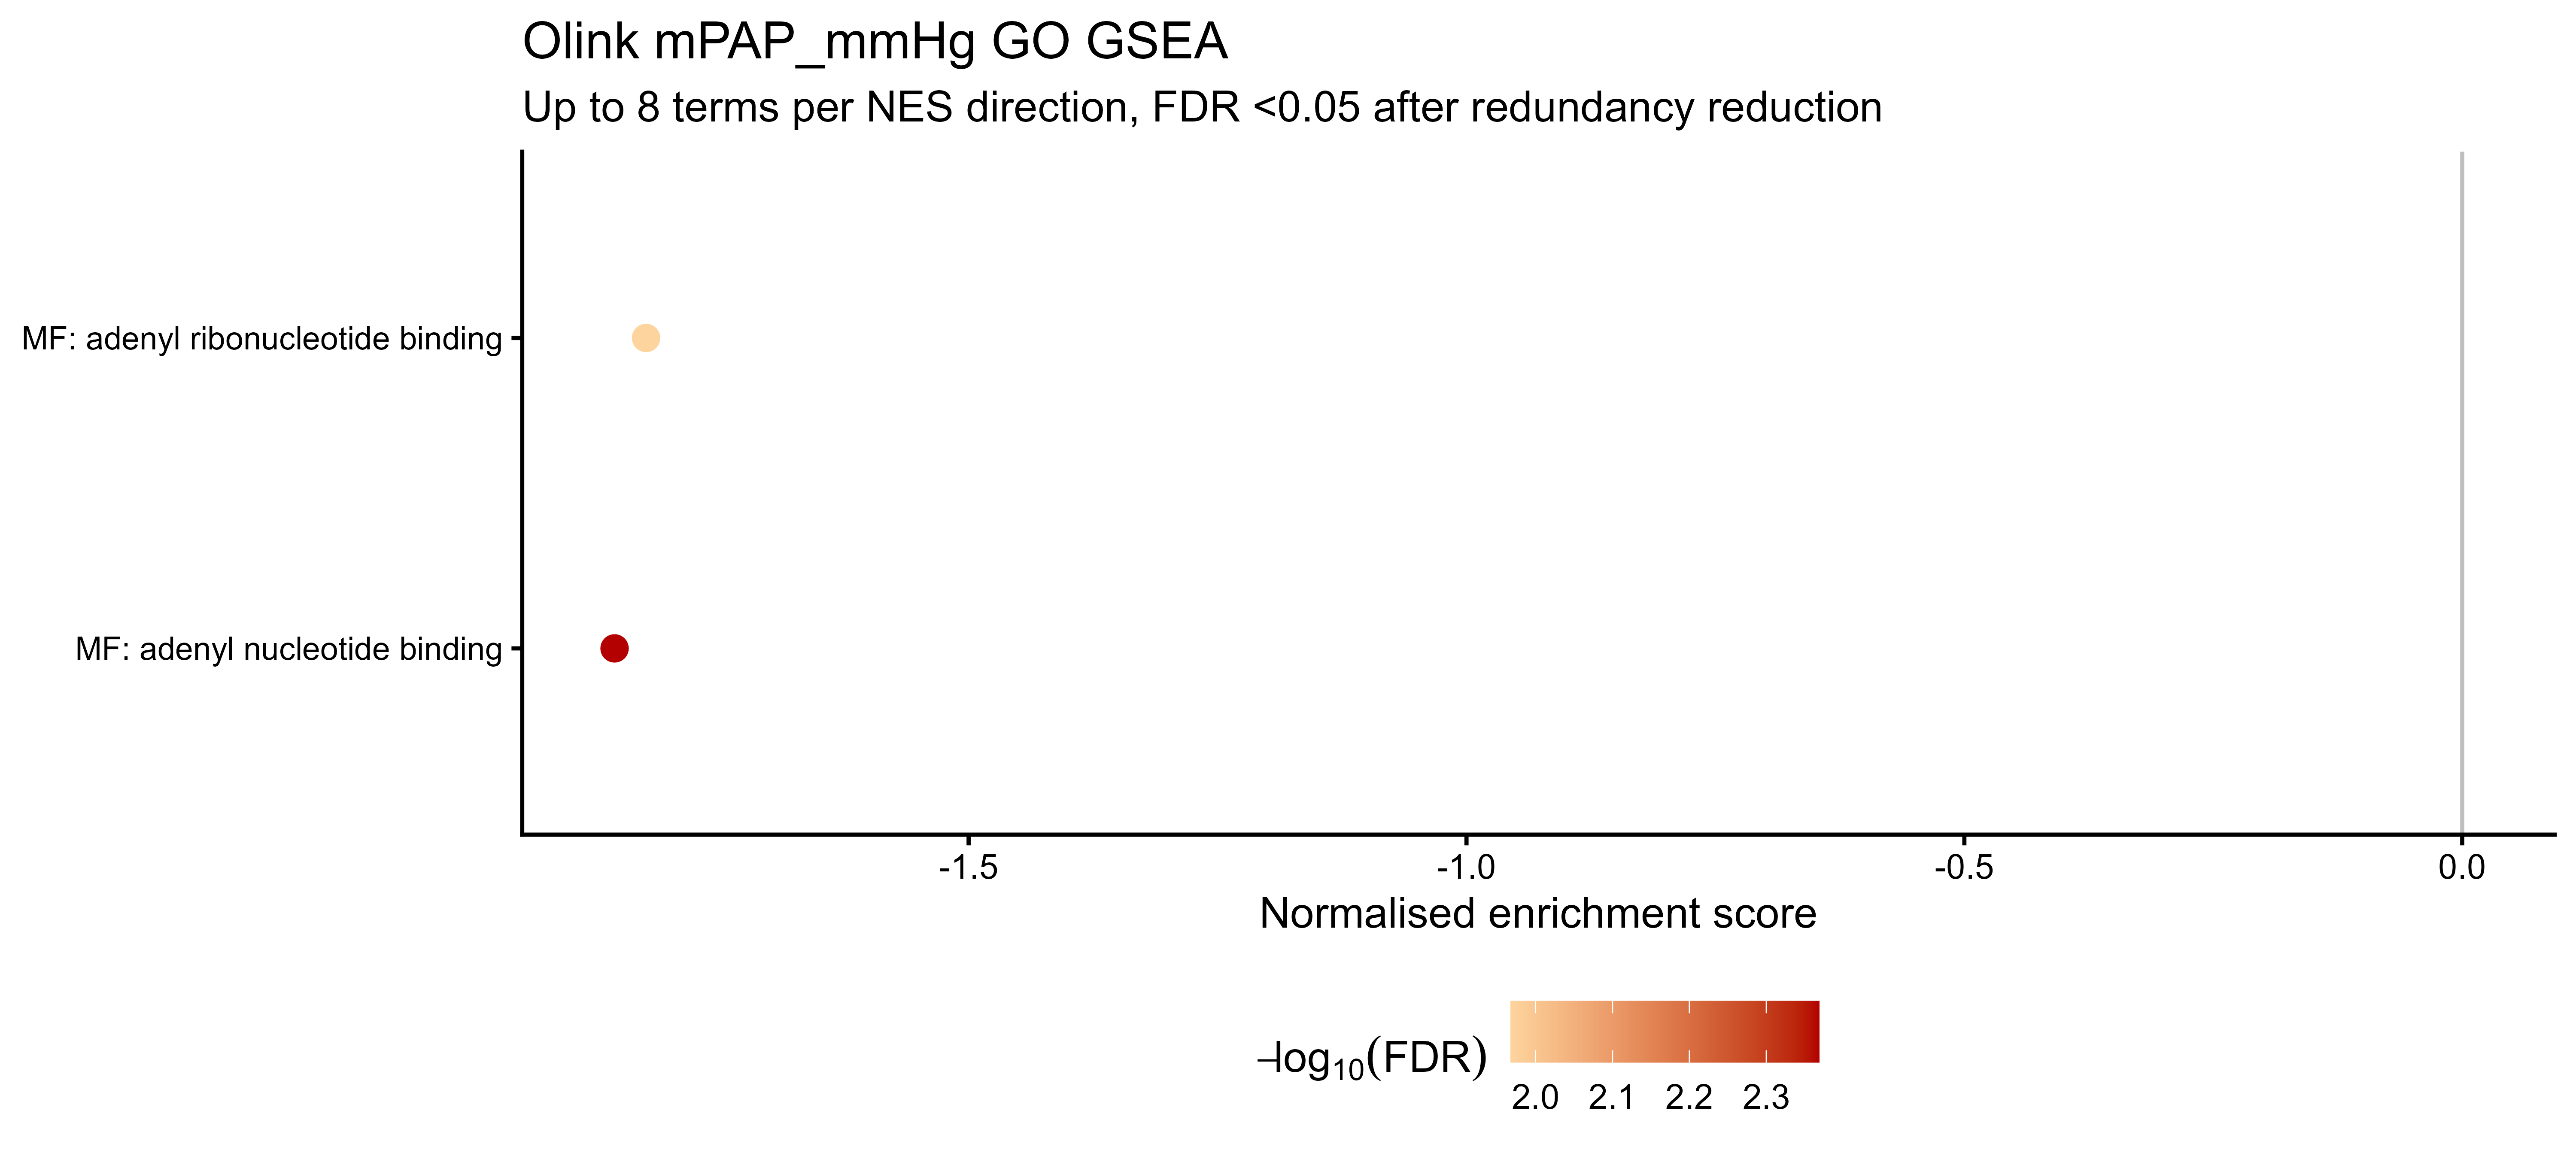 Olink mPAP_mmHg GO GSEA
Up to 8 terms per NES direction, FDR <0.05 after redundancy reduction
MF: adenyl ribonucleotide binding
MF: adenyl nucleotide binding
-1.5 -1.0 -0.5 0.0
Normalised enrichment score
−log₁₀(FDR)
2.0 2.1 2.2 2.3